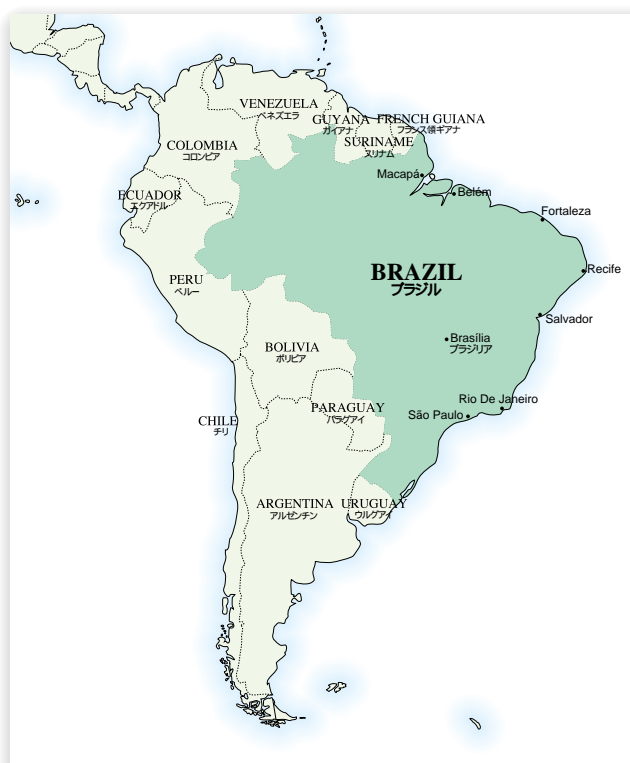 VENEZUELA
ベネズエラ
GUYANA
ガイアナ
FRENCH GUIANA
フランス領ギアナ
SURINAME
スリナム
COLOMBIA
コロンビア
Macapá
Belém
ECUADOR
エクアドル
Fortaleza
BRAZIL
ブラジル
Recife
PERU
ペルー
Salvador
Brasília
ブラジリア
BOLIVIA
ボリビア
Rio De Janeiro
São Paulo
PARAGUAY
パラグアイ
CHILE
チリ
ARGENTINA
アルゼンチン
URUGUAY
ウルグアイ